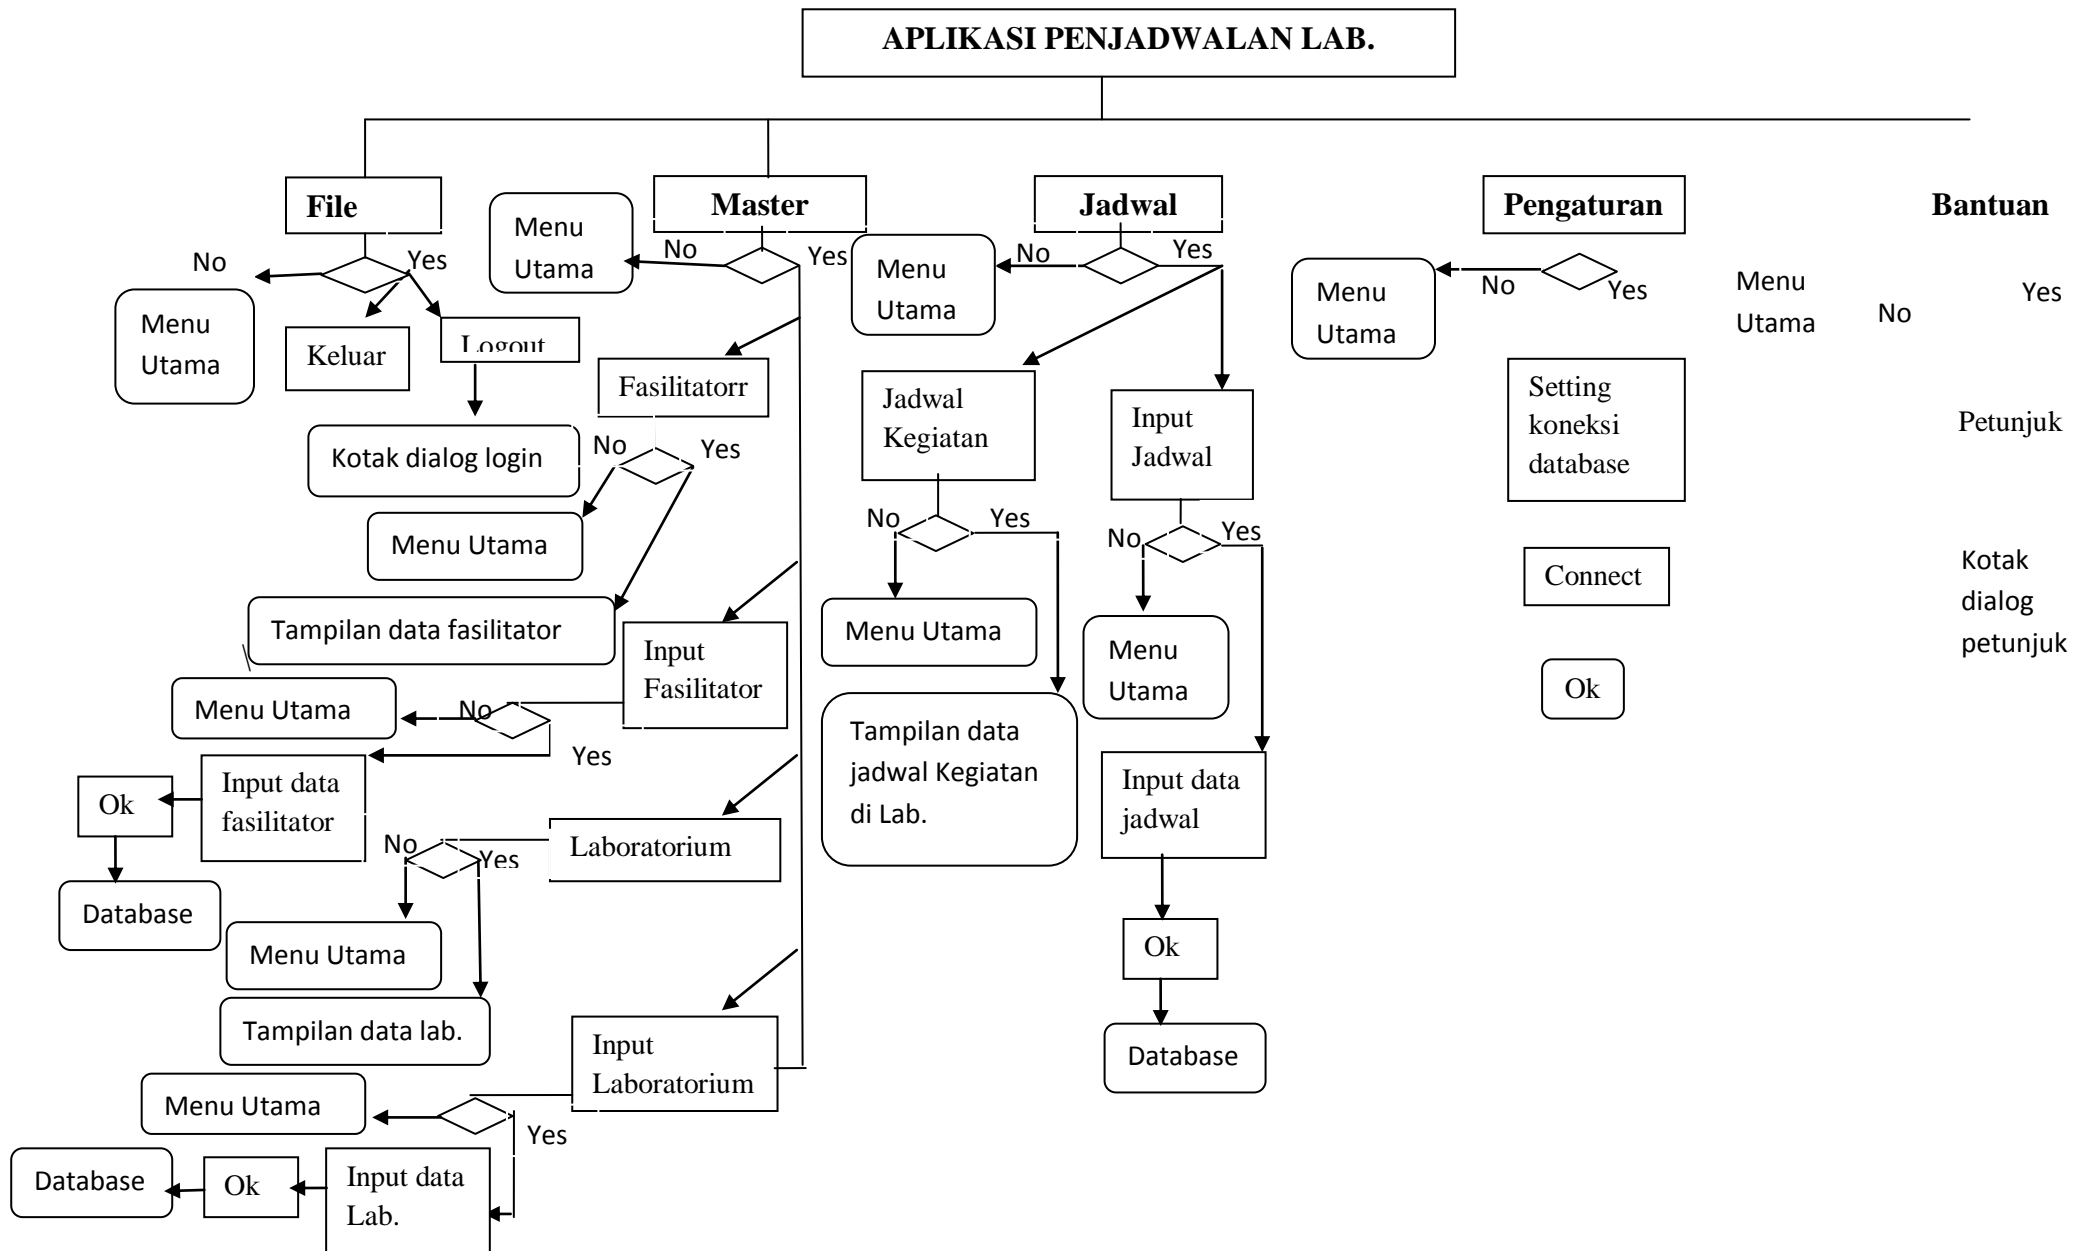 APLIKASI PENJADWALAN LAB.
File
Master
Jadwal
Pengaturan
Bantuan
No
Yes
Menu
Utama
Keluar
Logout
Kotak dialog login
Menu
Utama
No
Yes
Fasilitatorr
No
Yes
Menu Utama
Tampilan data fasilitator
Input
Fasilitator
No
Yes
Menu Utama
Input data
fasilitator
Ok
Database
Laboratorium
No
Yes
Menu Utama
Tampilan data lab.
Input
Laboratorium
Menu Utama
Yes
Input data
Lab.
Ok
Database
Menu
Utama
No
Yes
Jadwal
Kegiatan
No
Yes
Menu Utama
Tampilan data
jadwal Kegiatan
di Lab.
Input
Jadwal
No
Yes
Menu
Utama
Input data
jadwal
Ok
Database
Menu
Utama
No
Yes
Setting
koneksi
database
Connect
Ok
Menu
Utama
No
Yes
Petunjuk
Kotak
dialog
petunjuk